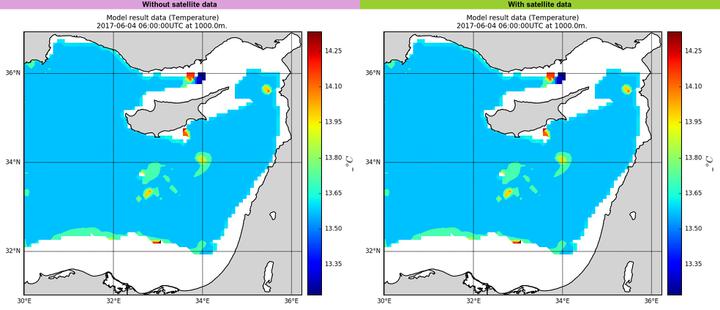 Without satellite data
With satellite data
Model result data (Temperature)
2017-06-04 06:00:00UTC at 1000.0m.
36°N
34°N
32°N
30°E
32°E
34°E
36°E
14.25
14.10
13.95
13.80
13.65
13.50
13.35
_°C
Model result data (Temperature)
2017-06-04 06:00:00UTC at 1000.0m.
36°N
34°N
32°N
30°E
32°E
34°E
36°E
14.25
14.10
13.95
13.80
13.65
13.50
13.35
_°C